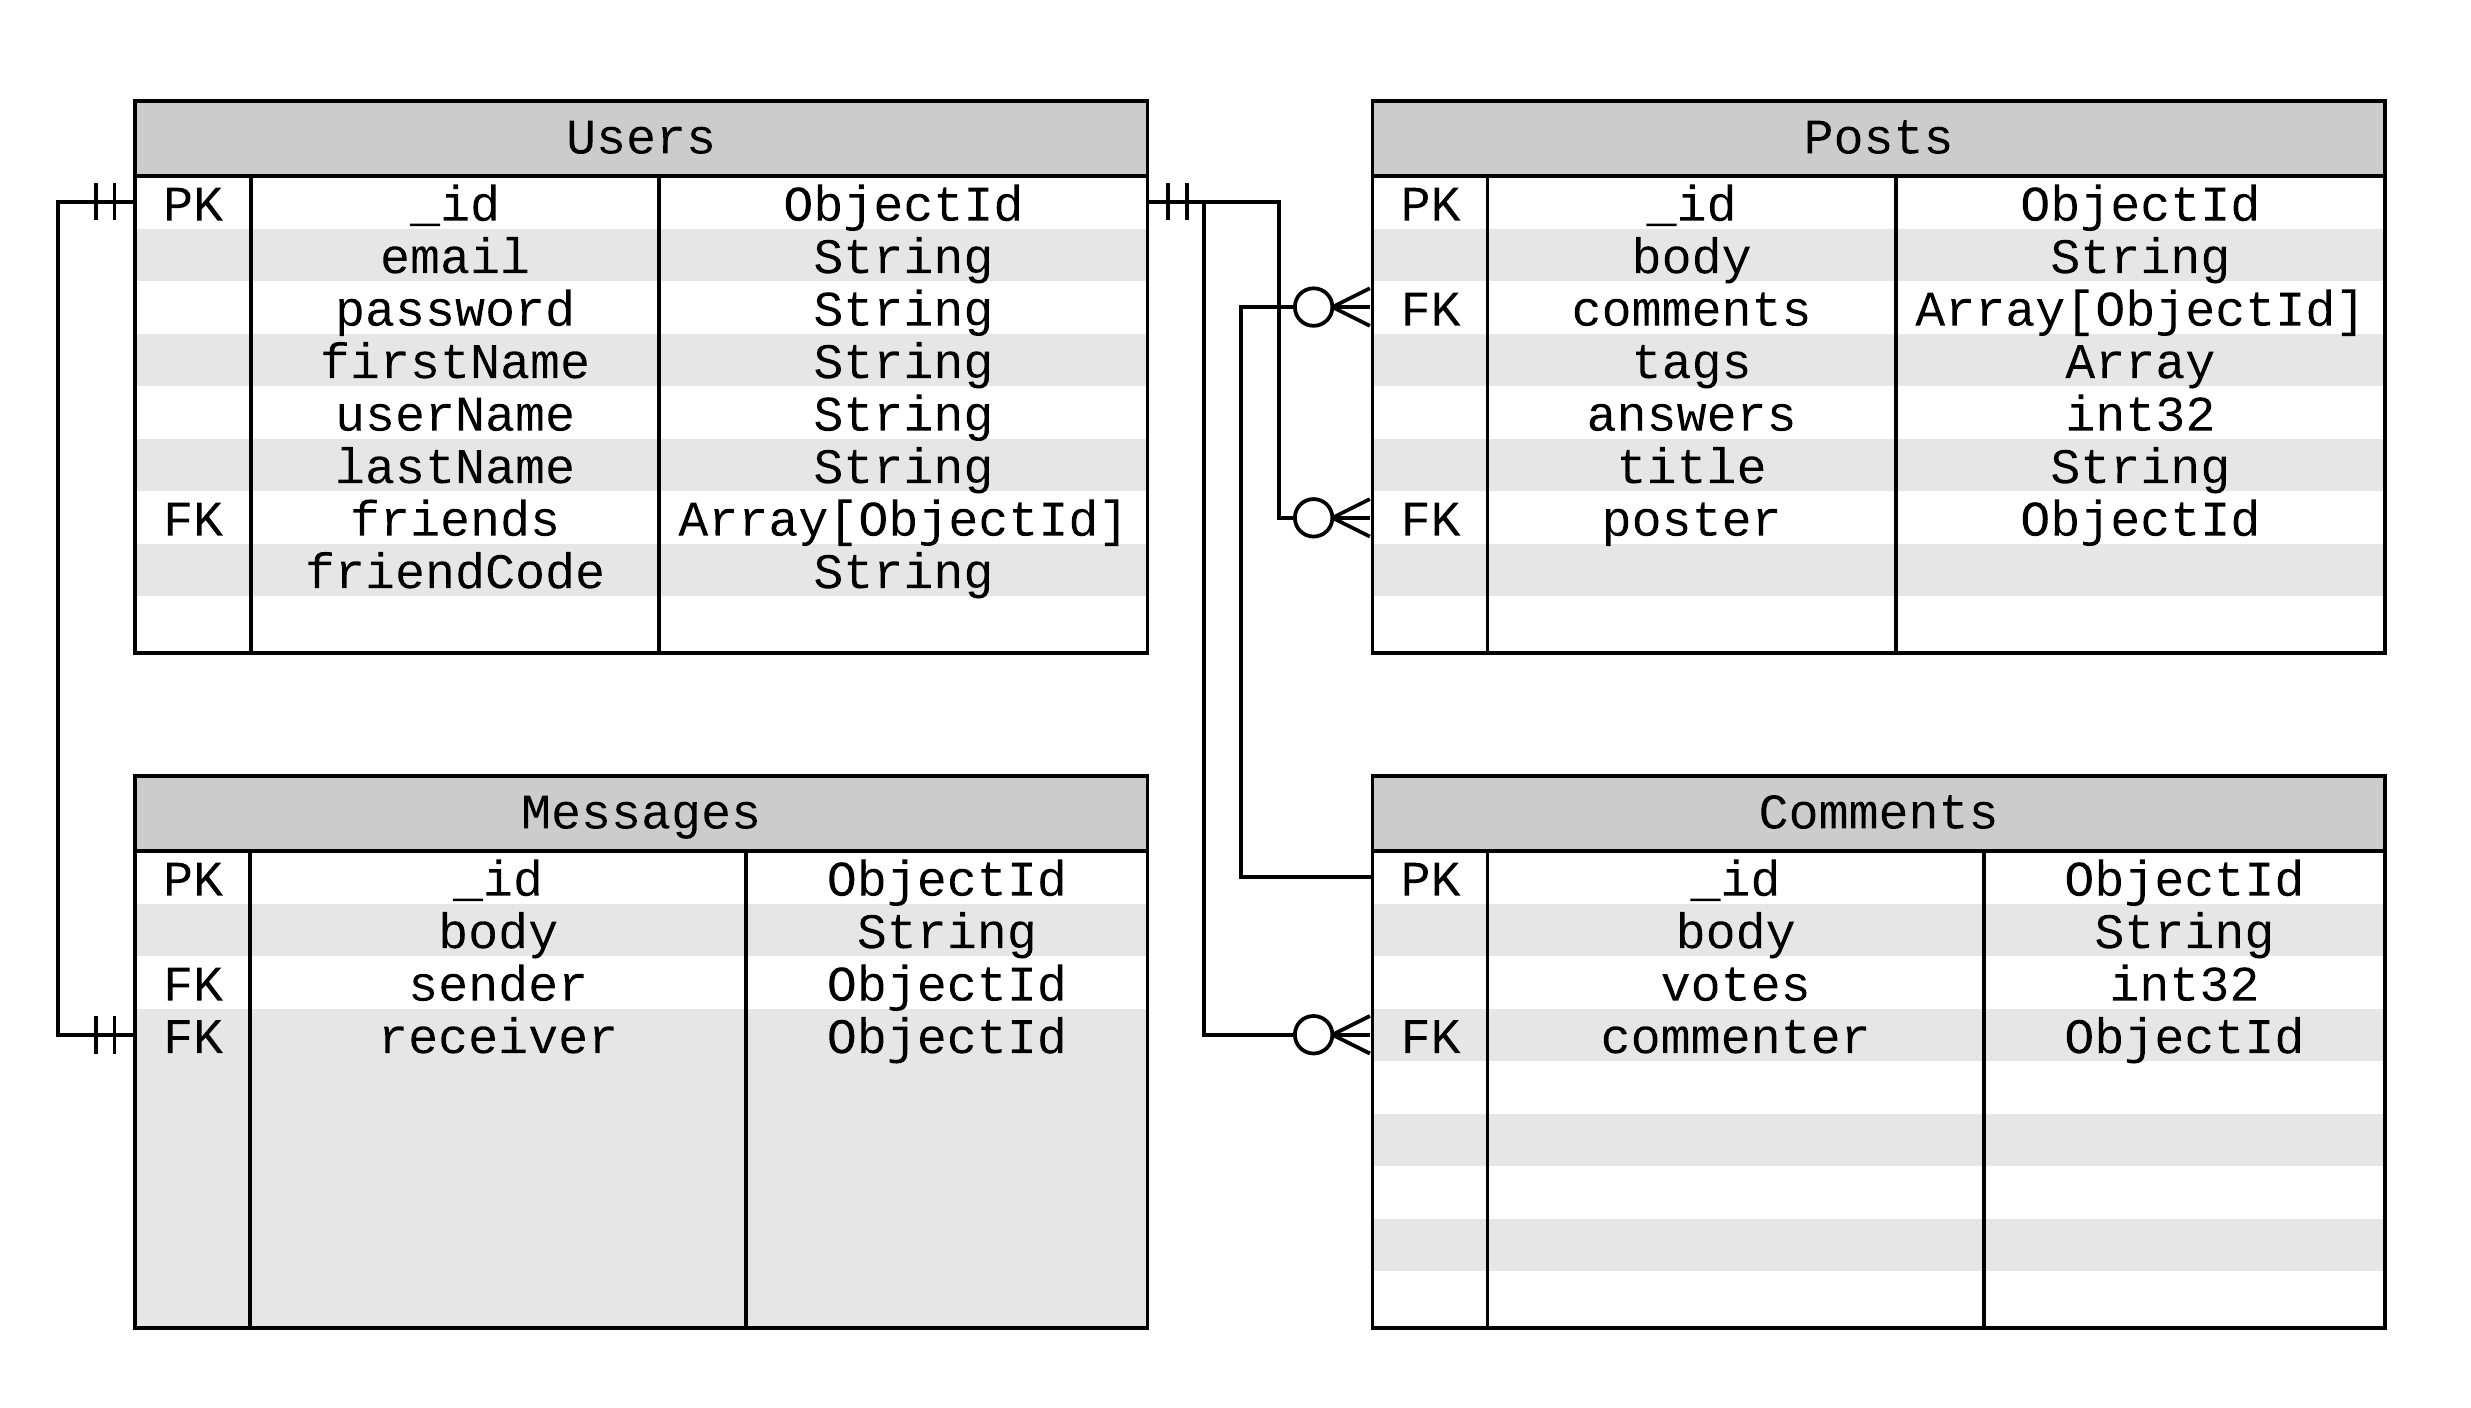 Users
PK _id ObjectId
email String
password String
firstName String
userName String
lastName String
FK friends Array[ObjectId]
friendCode String
Posts
PK _id ObjectId
body String
FK comments Array[ObjectId]
tags Array
answers int32
title String
FK poster ObjectId
Messages
PK _id ObjectId
body String
FK sender ObjectId
FK receiver ObjectId
Comments
PK _id ObjectId
body String
votes int32
FK commenter ObjectId